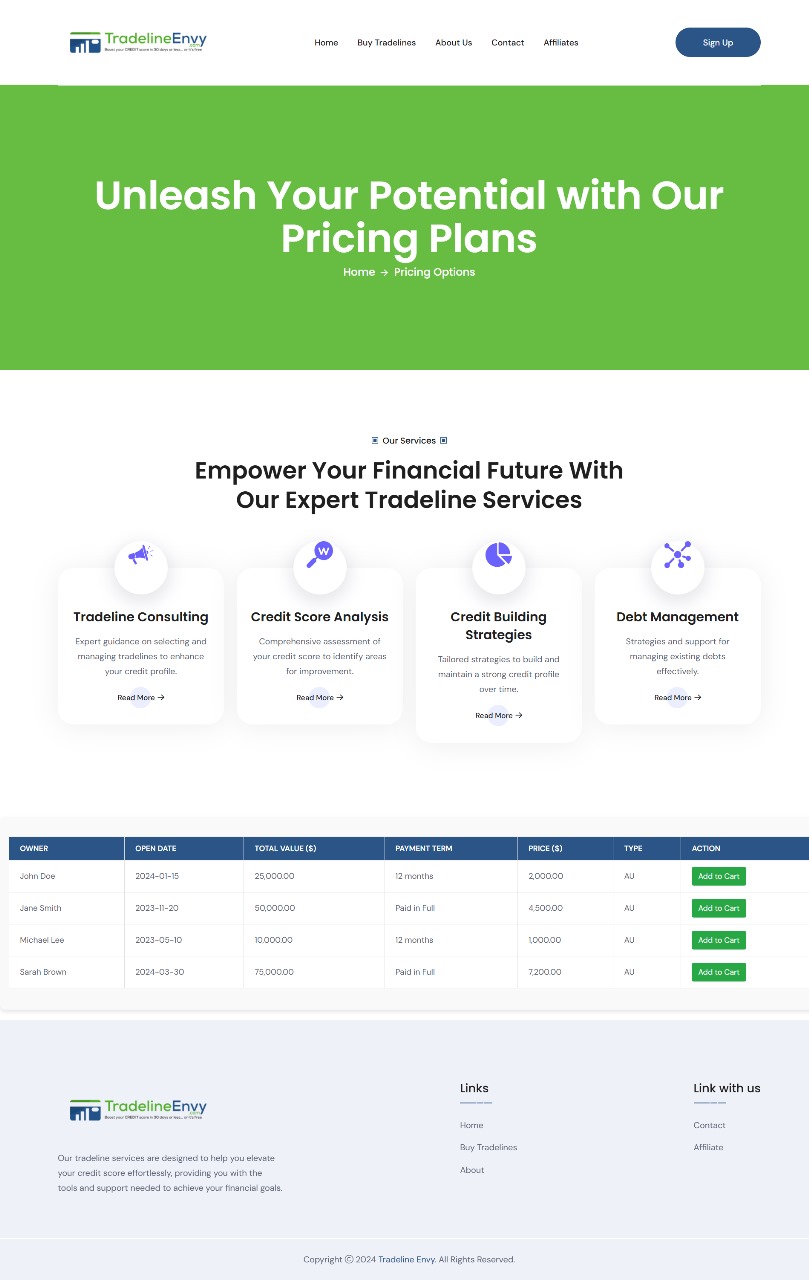 TradelineEnvy
.com
Boost your CREDIT score in 30 days or less... or it's free
Home Buy Tradelines About Us Contact Affiliates Sign Up
Unleash Your Potential with Our
Pricing Plans
Home → Pricing Options
Our Services
Empower Your Financial Future With
Our Expert Tradeline Services
Tradeline Consulting
Expert guidance on selecting and
managing tradelines to enhance
your credit profile.
Read More →
W
Credit Score Analysis
Comprehensive assessment of
your credit score to identify areas
for improvement.
Read More →
Credit Building
Strategies
Tailored strategies to build and
maintain a strong credit profile
over time.
Read More →
Debt Management
Strategies and support for
managing existing debts
effectively.
Read More →
OWNER OPEN DATE TOTAL VALUE ($) PAYMENT TERM PRICE ($) TYPE ACTION
John Doe 2024-01-15 25,000.00 12 months 2,000.00 AU Add to Cart
Jane Smith 2023-11-20 50,000.00 Paid in Full 4,500.00 AU Add to Cart
Michael Lee 2023-05-10 10,000.00 12 months 1,000.00 AU Add to Cart
Sarah Brown 2024-03-30 75,000.00 Paid in Full 7,200.00 AU Add to Cart
TradelineEnvy
.com
Boost your CREDIT score in 30 days or less... or it's free
Our tradeline services are designed to help you elevate
your credit score effortlessly, providing you with the
tools and support needed to achieve your financial goals.
Links
Home
Buy Tradelines
About
Link with us
Contact
Affiliate
Copyright © 2024 Tradeline Envy. All Rights Reserved.